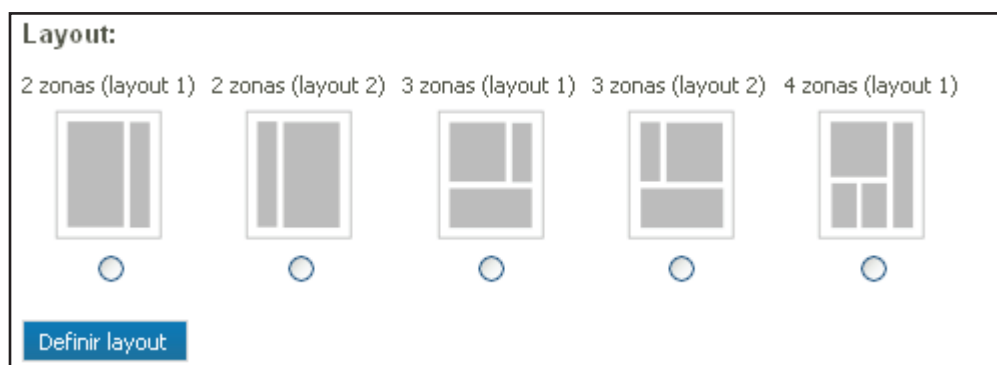 Layout:
2 zonas (layout 1) 2 zonas (layout 2) 3 zonas (layout 1) 3 zonas (layout 2) 4 zonas (layout 1)
Definir layout